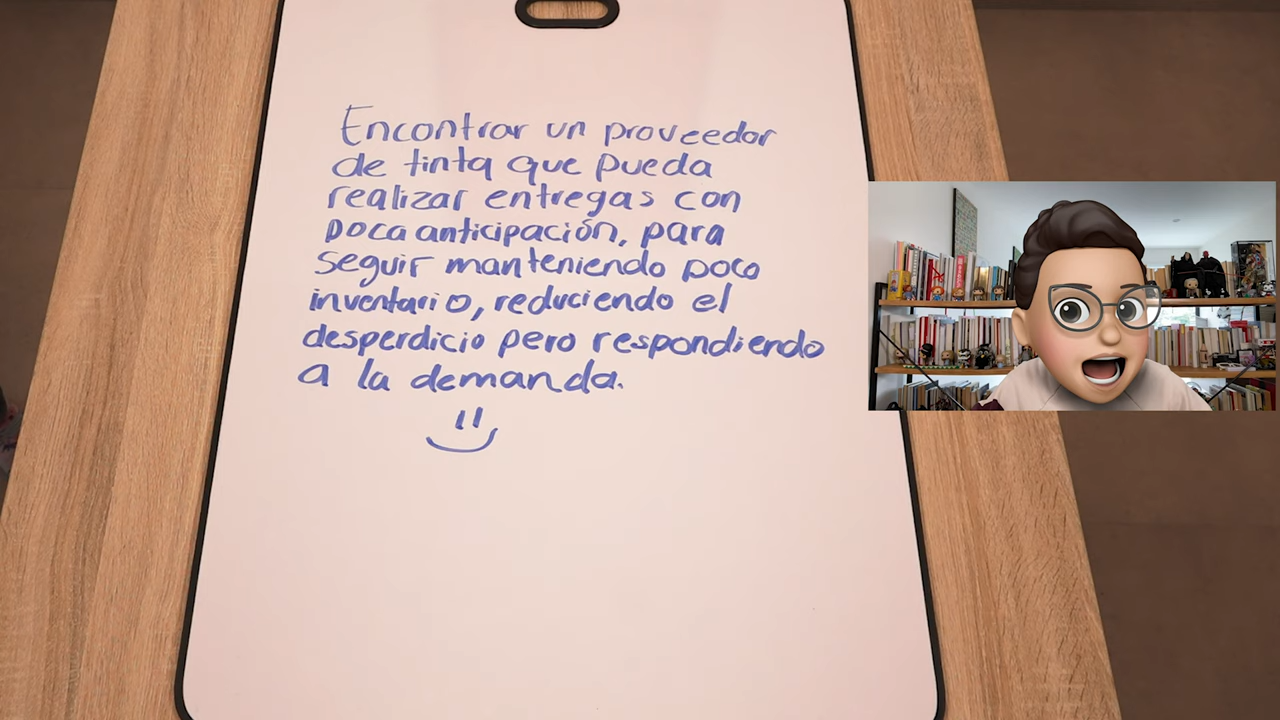 Encontrar un proveedor
de tinta que pueda
realizar entregas con
poca anticipación, para
seguir manteniendo poco
inventario, reduciendo el
desperdicio pero respondiendo
a la demanda.